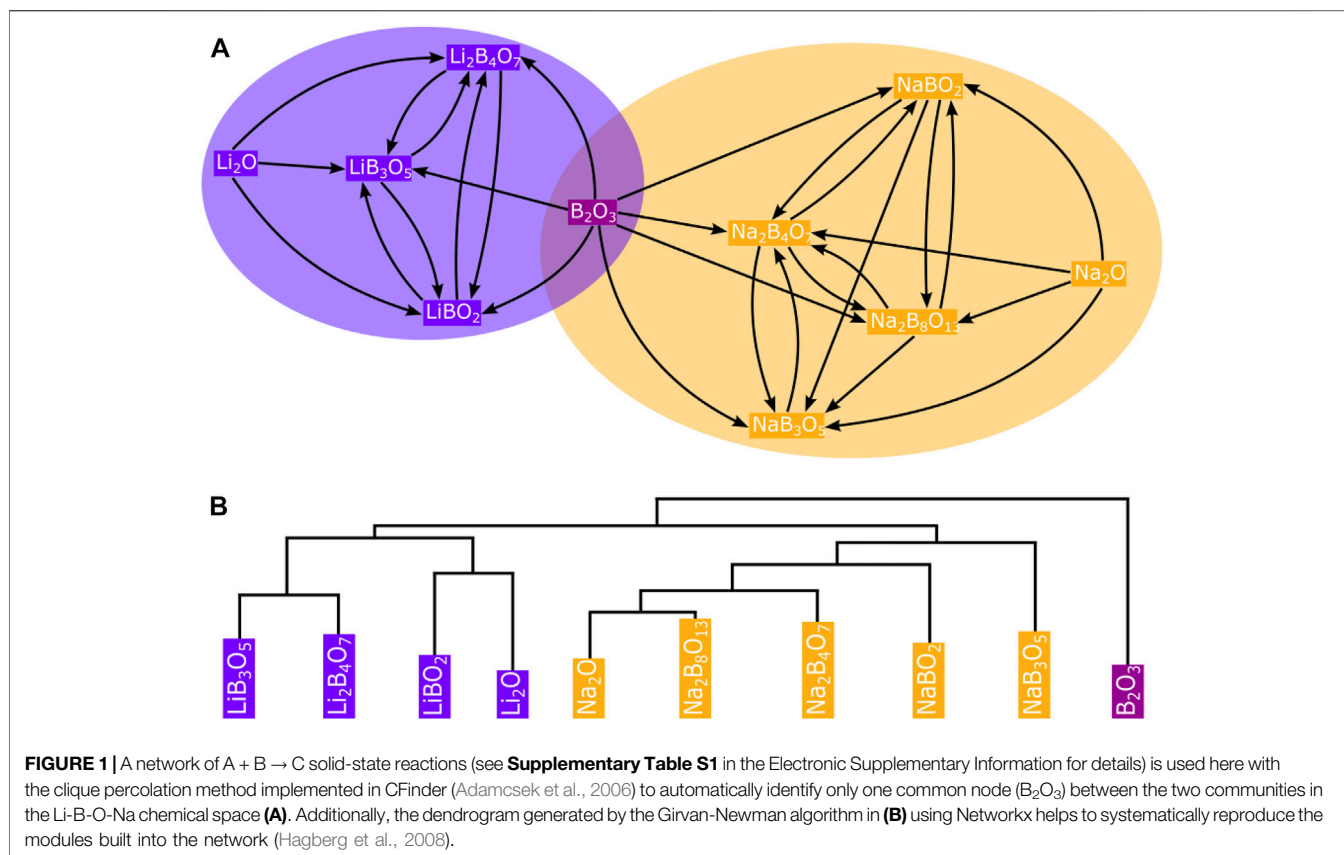 A
Li₂B₄O₇
NaBO₂
Li₂O
LiB₃O₅
B₂O₃
Na₂B₄O₇
Na₂O
LiBO₂
Na₂B₈O₁₃
NaB₃O₅
B
LiB₃O₅
Li₂B₄O₇
LiBO₂
Li₂O
Na₂O
Na₂B₈O₁₃
Na₂B₄O₇
NaBO₂
NaB₃O₅
B₂O₃
FIGURE 1 | A network of A + B → C solid-state reactions (see Supplementary Table S1 in the Electronic Supplementary Information for details) is used here with
the clique percolation method implemented in CFinder (Adamcsek et al., 2006) to automatically identify only one common node (B₂O₃) between the two communities in
the Li-B-O-Na chemical space (A). Additionally, the dendrogram generated by the Girvan-Newman algorithm in (B) using Networkx helps to systematically reproduce the
modules built into the network (Hagberg et al., 2008).